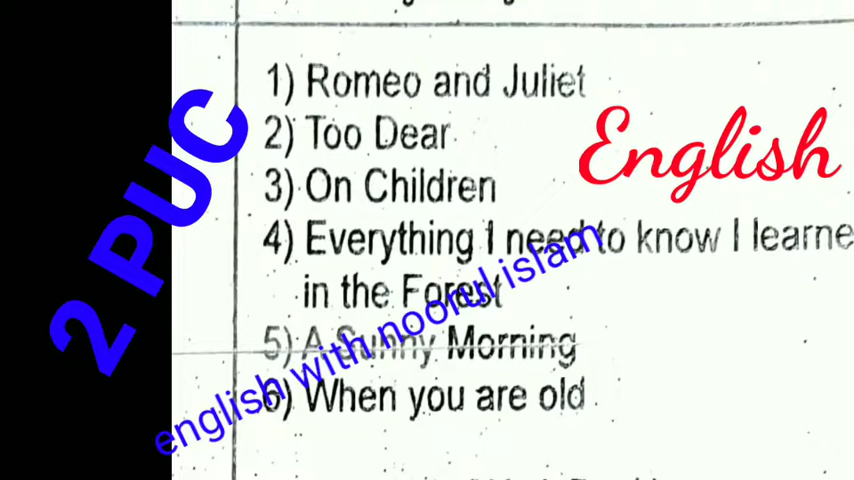 1) Romeo and Juliet
2) Too Dear
3) On Children
4) Everything I need to know I learne
in the Forest
5) A Sunny Morning
6) When you are old
English
2 PUC
english with noorul islam